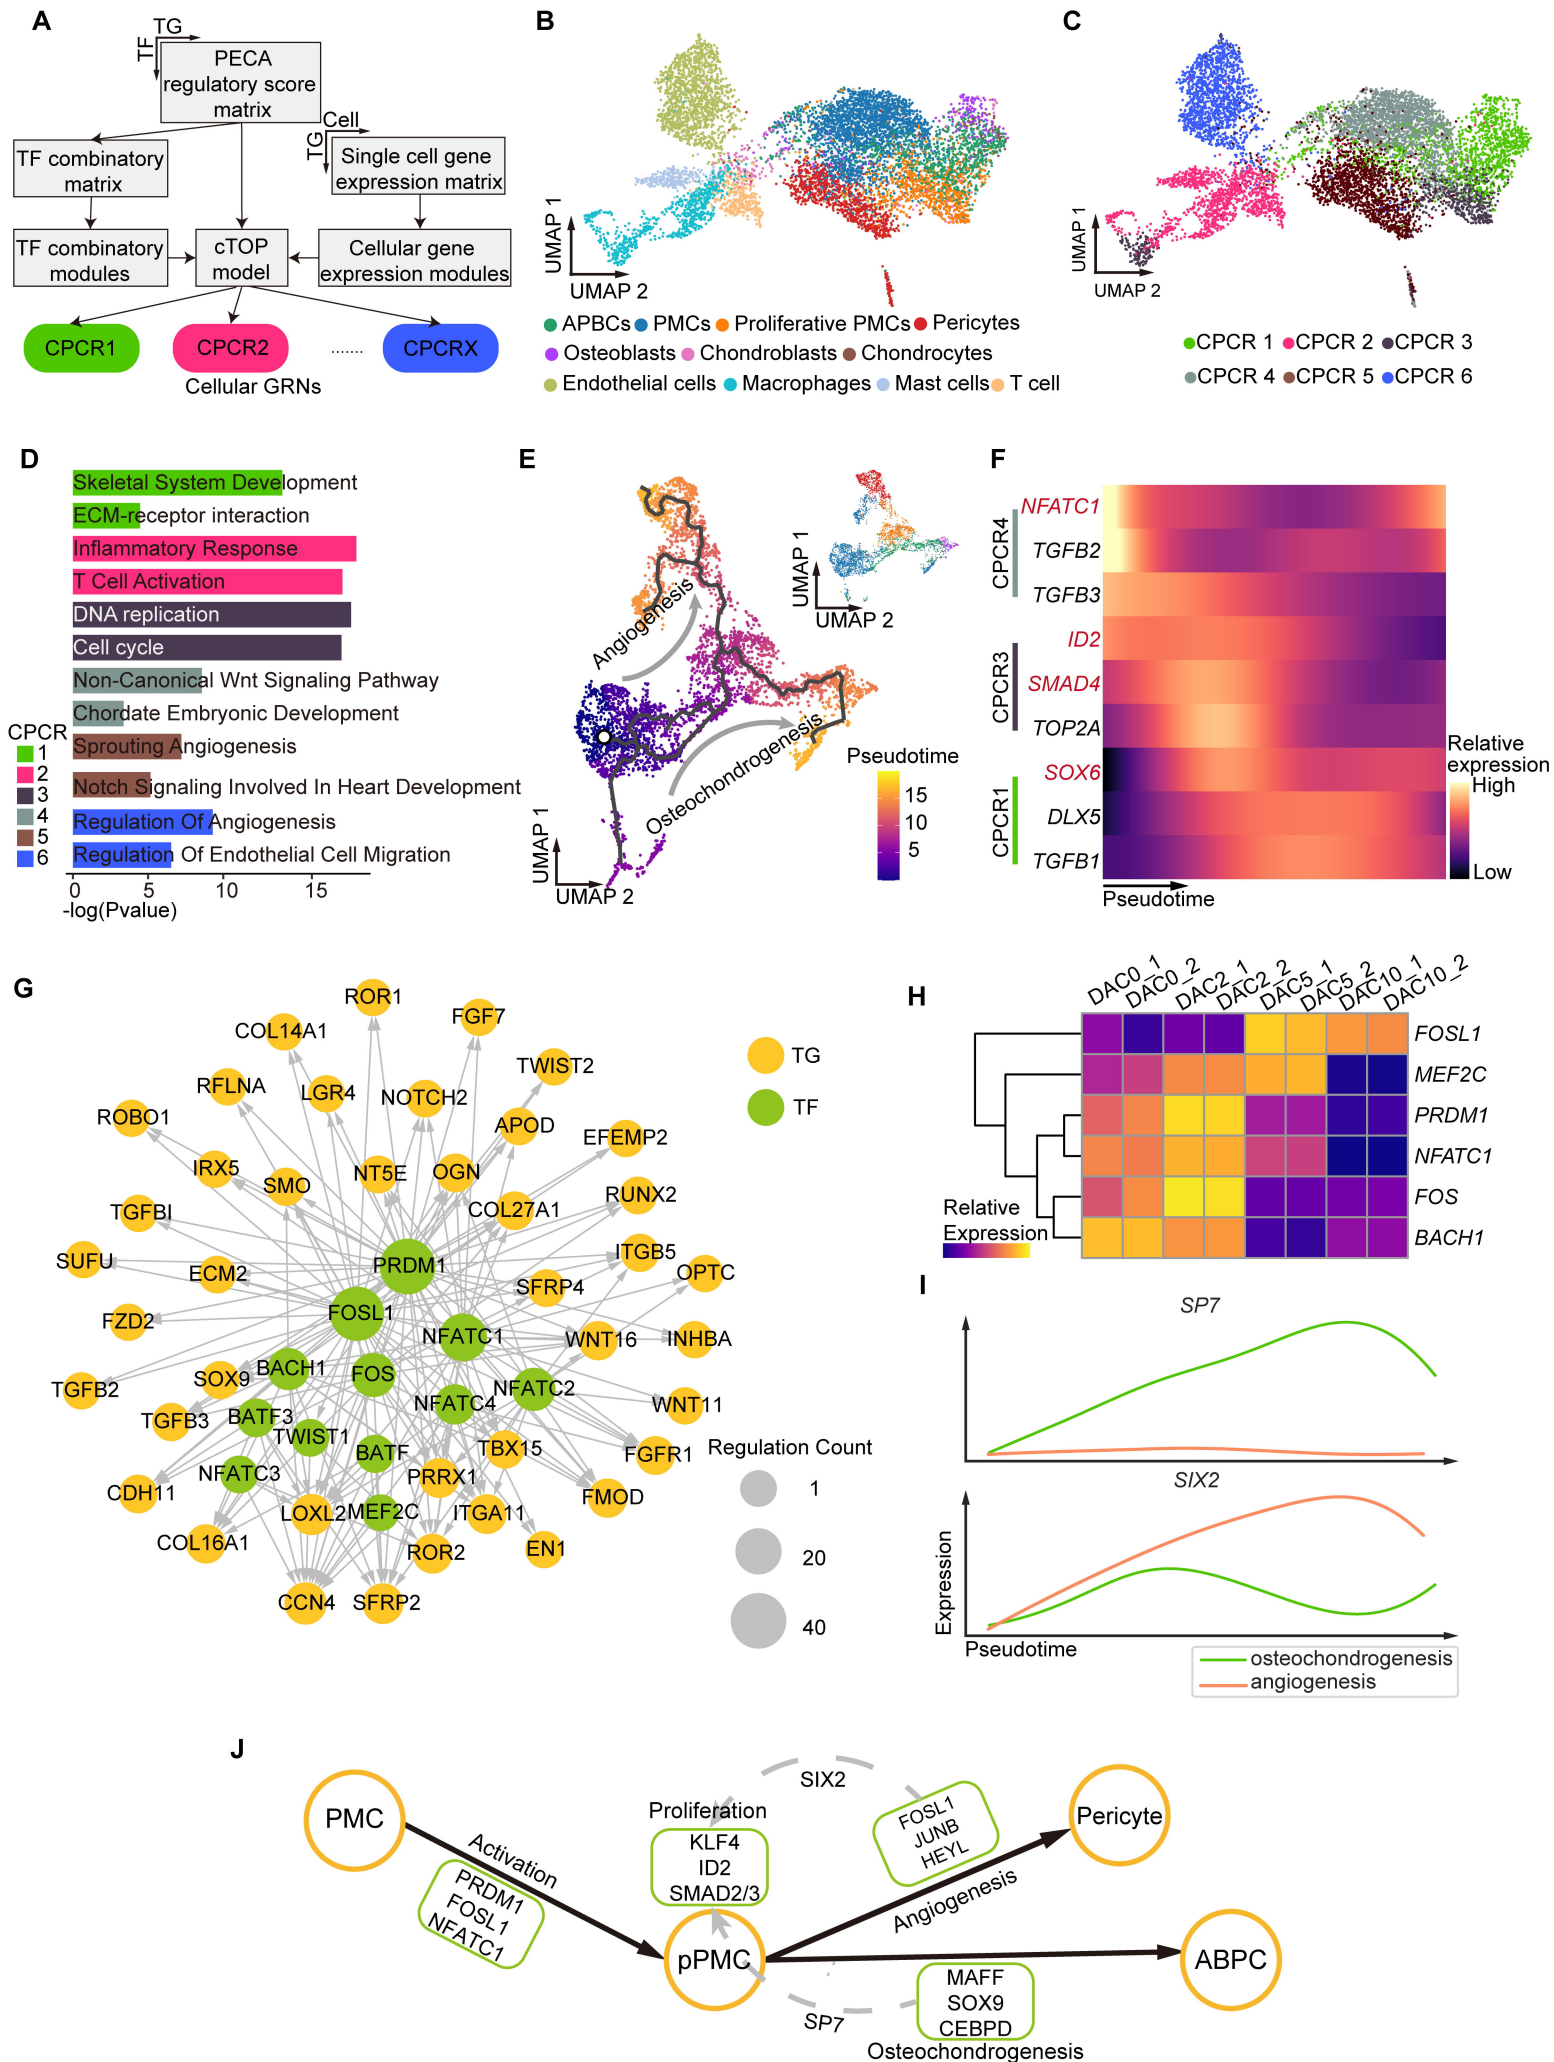 A
TG
TF
PECA
regulatory score
matrix
TF combinatory
matrix
Cell
TG
Single cell gene
expression matrix
TF combinatory
modules
cTOP
model
Cellular gene
expression modules
CPCR1
CPCR2
.......
CPCRX
Cellular GRNs
B
UMAP 1
UMAP 2
APBCs
PMCs
Proliferative PMCs
Pericytes
Osteoblasts
Chondroblasts
Chondrocytes
Endothelial cells
Macrophages
Mast cells
T cell
C
UMAP 1
UMAP 2
CPCR 1
CPCR 2
CPCR 3
CPCR 4
CPCR 5
CPCR 6
D
Skeletal System Development
ECM-receptor interaction
Inflammatory Response
T Cell Activation
DNA replication
Cell cycle
Non-Canonical Wnt Signaling Pathway
Chordate Embryonic Development
Sprouting Angiogenesis
Notch Signaling Involved In Heart Development
Regulation Of Angiogenesis
Regulation Of Endothelial Cell Migration
CPCR
1
2
3
4
5
6
0 5 10 15
-log(Pvalue)
E
Angiogenesis
Osteochondrogenesis
UMAP 1
UMAP 2
UMAP 1
UMAP 2
Pseudotime
15
10
5
F
CPCR4
NFATC1
TGFB2
TGFB3
CPCR3
ID2
SMAD4
TOP2A
CPCR1
SOX6
DLX5
TGFB1
Pseudotime
Relative
expression
High
Low
G
ROR1
COL14A1
FGF7
TWIST2
RFLNA
LGR4
NOTCH2
ROBO1
APOD
EFEMP2
IRX5
SMO
NT5E
OGN
RUNX2
TGFBI
COL27A1
SUFU
ECM2
PRDM1
ITGB5
OPTC
SFRP4
FZD2
FOSL1
NFATC1
WNT16
INHBA
TGFB2
SOX9
BACH1
FOS
NFATC4
NFATC2
WNT11
TGFB3
BATF3
TWIST1
BATF
TBX15
FGFR1
NFATC3
PRRX1
CDH11
LOXL2
MEF2C
ITGA11
FMOD
COL16A1
ROR2
EN1
CCN4
SFRP2
TG
TF
Regulation Count
1
20
40
H
DAC0_1
DAC0_2
DAC2_1
DAC2_2
DAC5_1
DAC5_2
DAC10_1
DAC10_2
FOSL1
MEF2C
PRDM1
NFATC1
FOS
BACH1
Relative
Expression
I
SP7
SIX2
Expression
Pseudotime
osteochondrogenesis
angiogenesis
J
PMC
Activation
PRDM1
FOSL1
NFATC1
Proliferation
KLF4
ID2
SMAD2/3
pPMC
SIX2
FOSL1
JUNB
HEYL
Angiogenesis
Pericyte
ABPC
SP7
MAFF
SOX9
CEBPD
Osteochondrogenesis